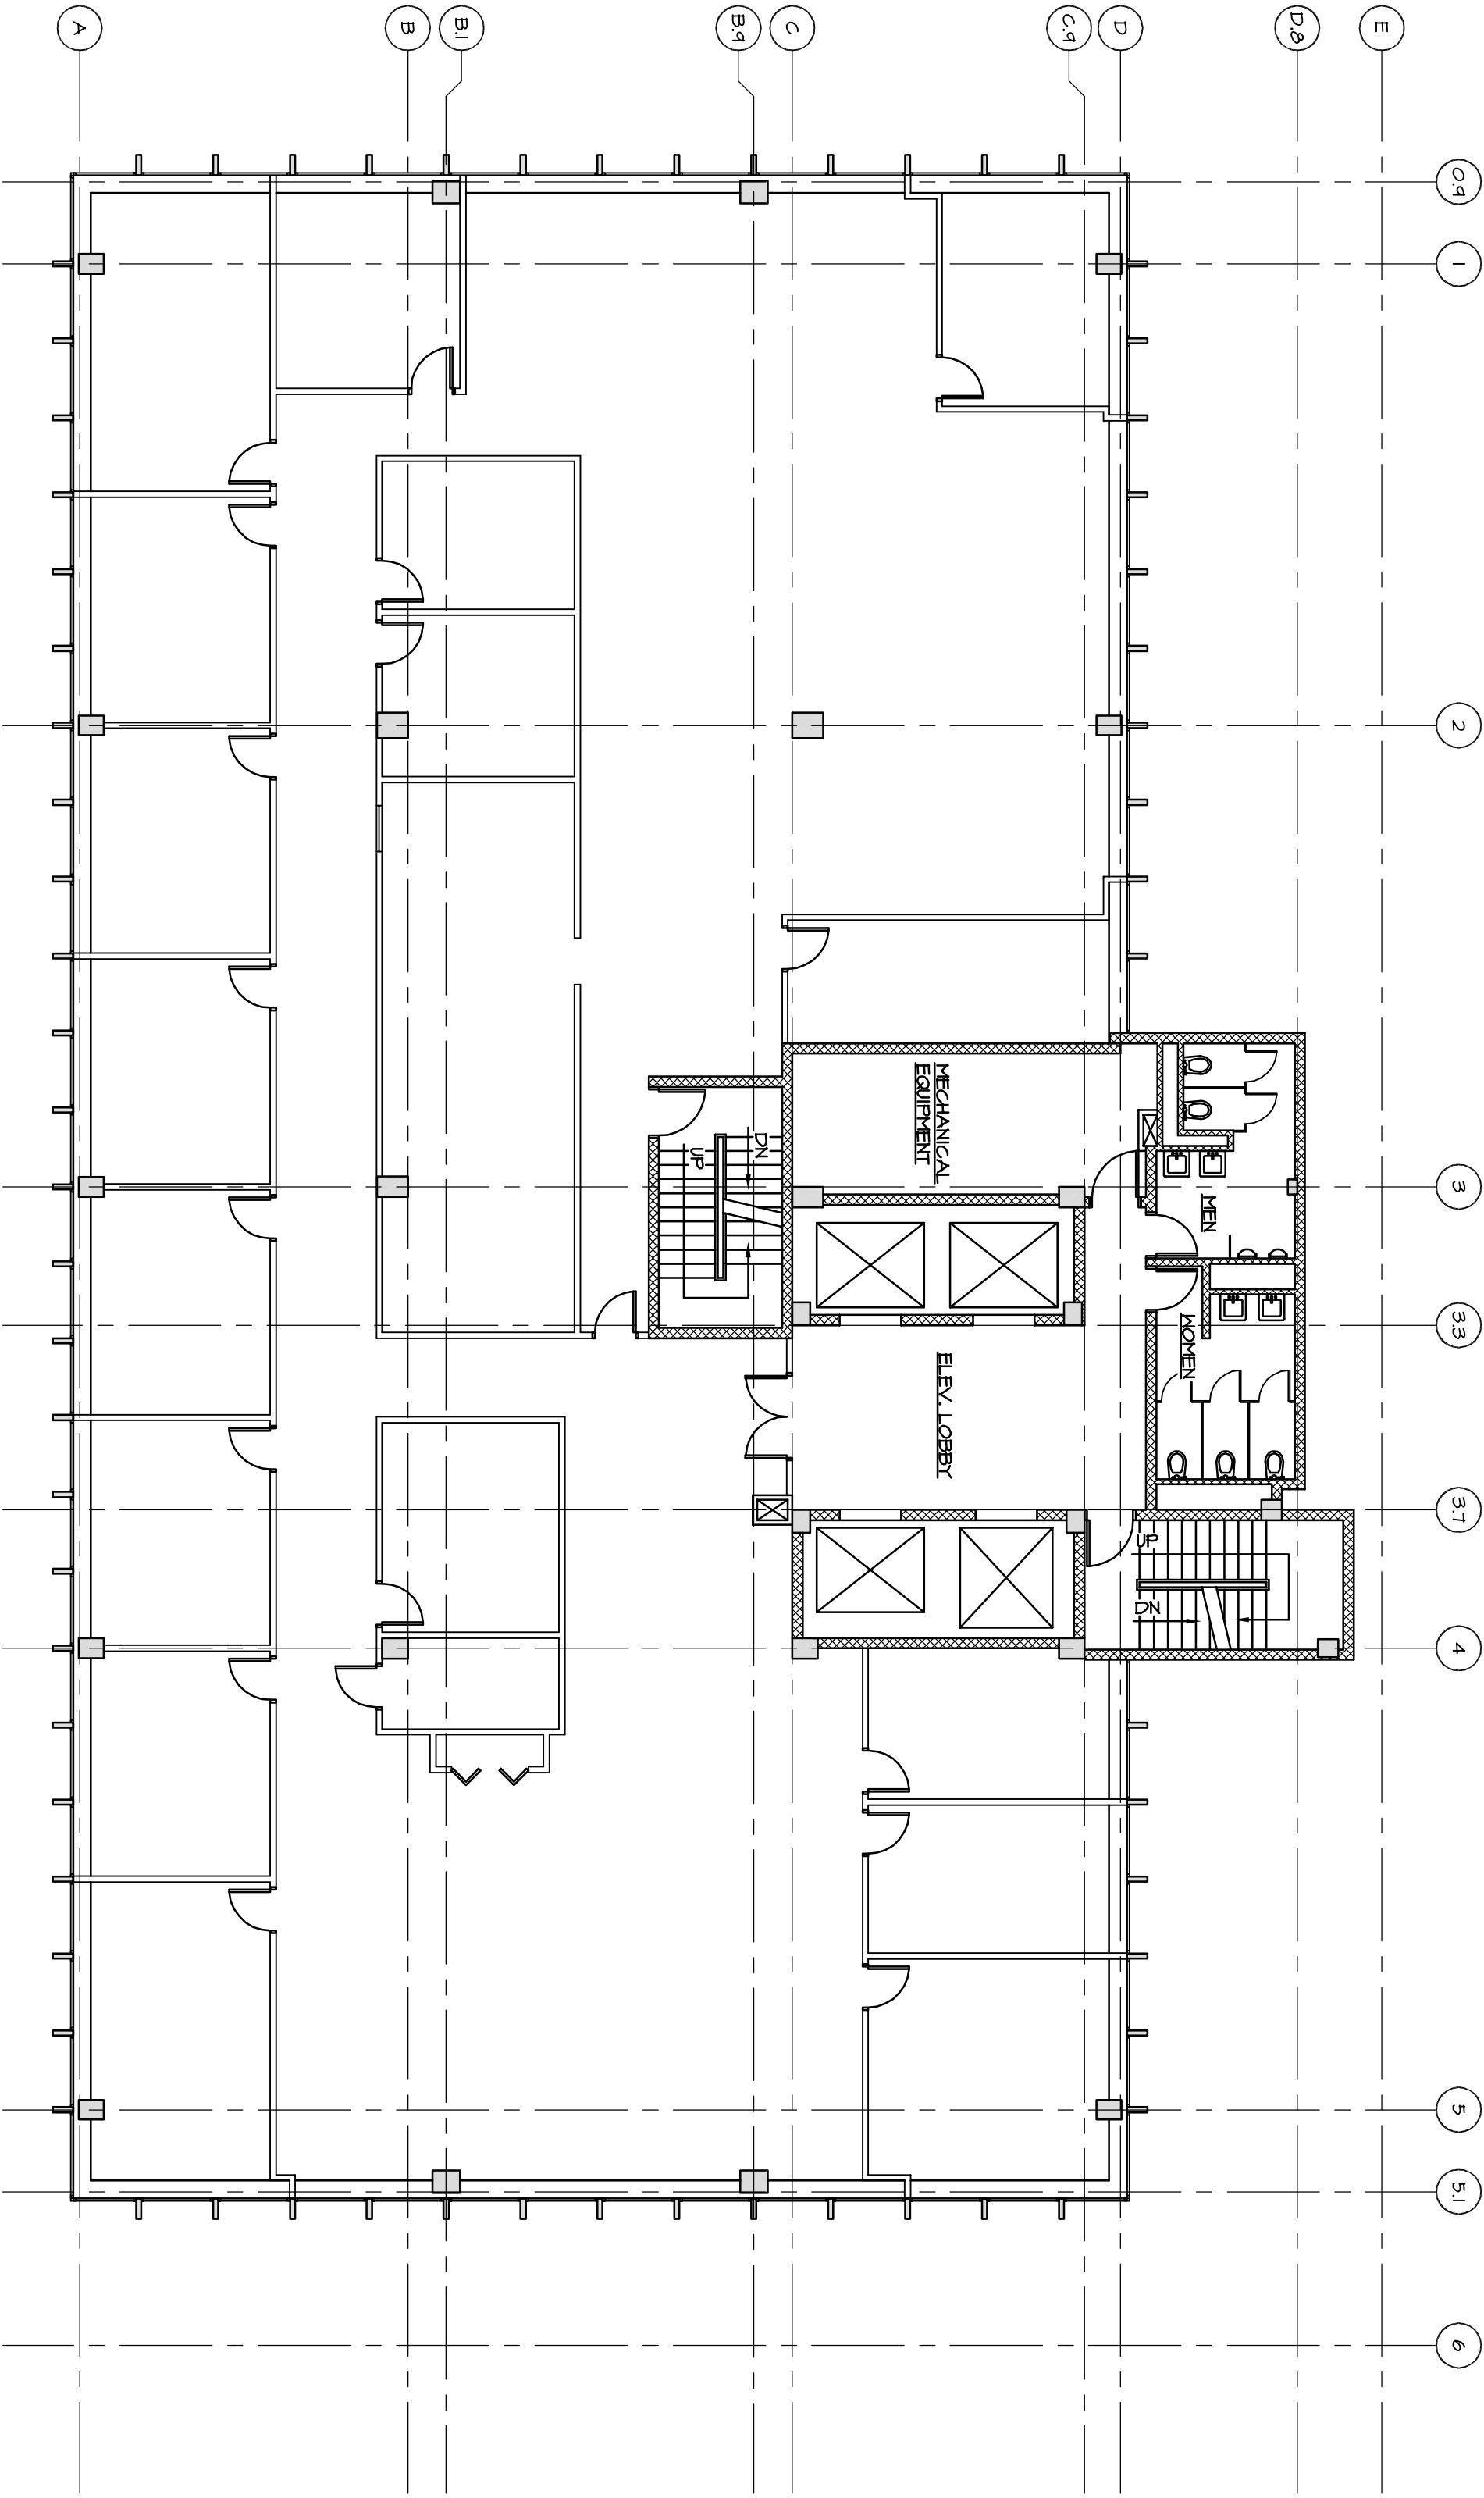 A
B
B.1
B.9
C
C.9
D
D.8
E
0.9
1
2
3
3.3
3.7
4
5
5.1
6
MECHANICAL
EQUIPMENT
DN
UP
MEN
WOMEN
ELEV. LOBBY
UP
DN